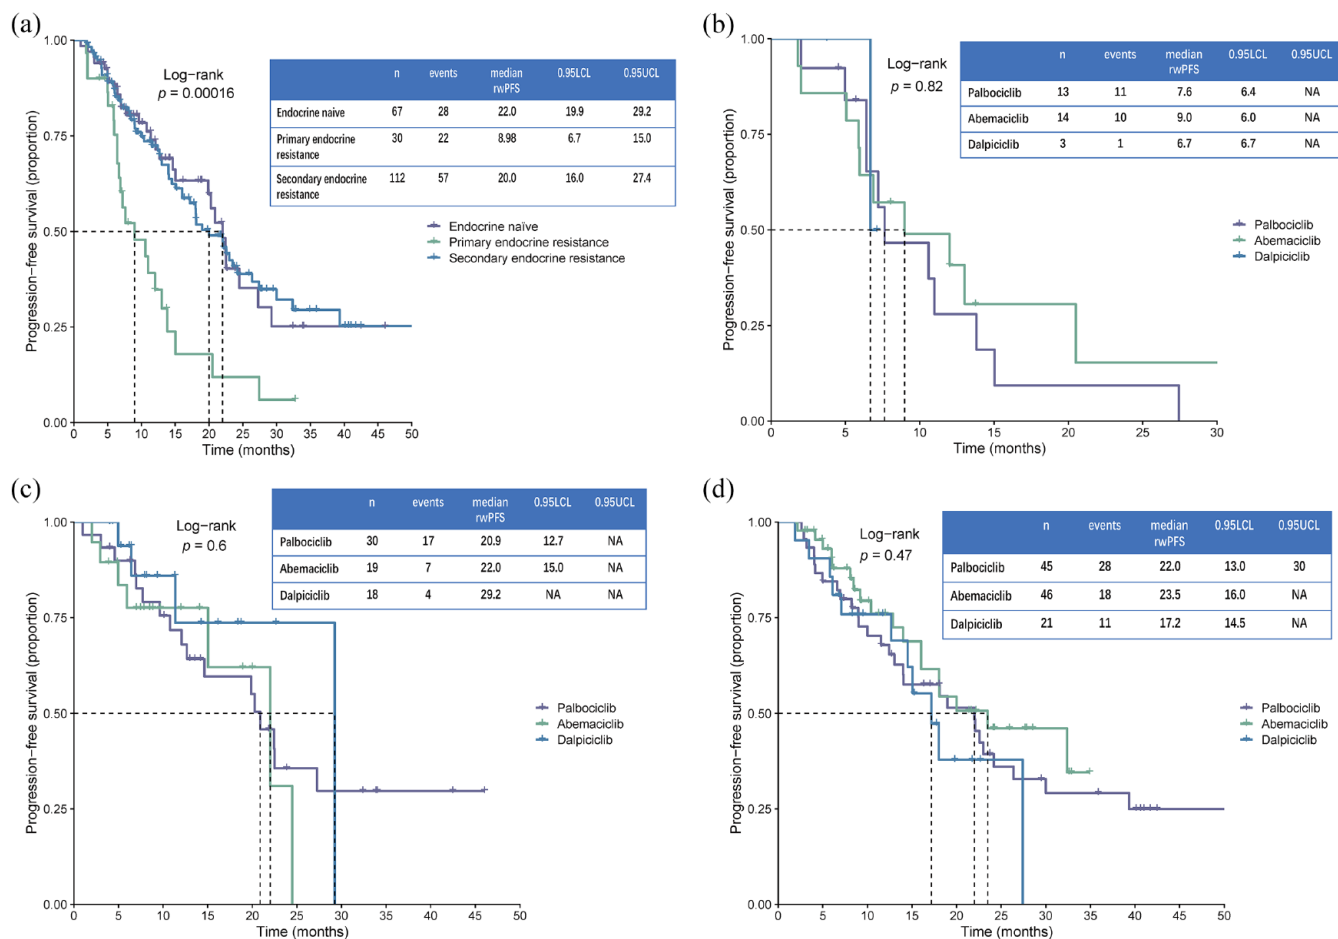 (a)
1.00
0.75
0.50
0.25
0.00
Progression−free survival (proportion)
Log−rank
p = 0.00016
n events median rwPFS 0.95LCL 0.95UCL
Endocrine naive 67 28 22.0 19.9 29.2
Primary endocrine resistance 30 22 8.98 6.7 15.0
Secondary endocrine resistance 112 57 20.0 16.0 27.4
Endocrine naïve
Primary endocrine resistance
Secondary endocrine resistance
0 5 10 15 20 25 30 35 40 45 50
Time (months)
(b)
1.00
0.75
0.50
0.25
0.00
Progression−free survival (proportion)
Log−rank
p = 0.82
n events median rwPFS 0.95LCL 0.95UCL
Palbociclib 13 11 7.6 6.4 NA
Abemaciclib 14 10 9.0 6.0 NA
Dalpiciclib 3 1 6.7 6.7 NA
Palbociclib
Abemaciclib
Dalpiciclib
0 5 10 15 20 25 30
Time (months)
(c)
1.00
0.75
0.50
0.25
0.00
Progression−free survival (proportion)
Log−rank
p = 0.6
n events median rwPFS 0.95LCL 0.95UCL
Palbociclib 30 17 20.9 12.7 NA
Abemaciclib 19 7 22.0 15.0 NA
Dalpiciclib 18 4 29.2 NA NA
Palbociclib
Abemaciclib
Dalpiciclib
0 5 10 15 20 25 30 35 40 45 50
Time (months)
(d)
1.00
0.75
0.50
0.25
0.00
Progression−free survival (proportion)
Log−rank
p = 0.47
n events median rwPFS 0.95LCL 0.95UCL
Palbociclib 45 28 22.0 13.0 30
Abemaciclib 46 18 23.5 16.0 NA
Dalpiciclib 21 11 17.2 14.5 NA
Palbociclib
Abemaciclib
Dalpiciclib
0 5 10 15 20 25 30 35 40 45 50
Time (months)